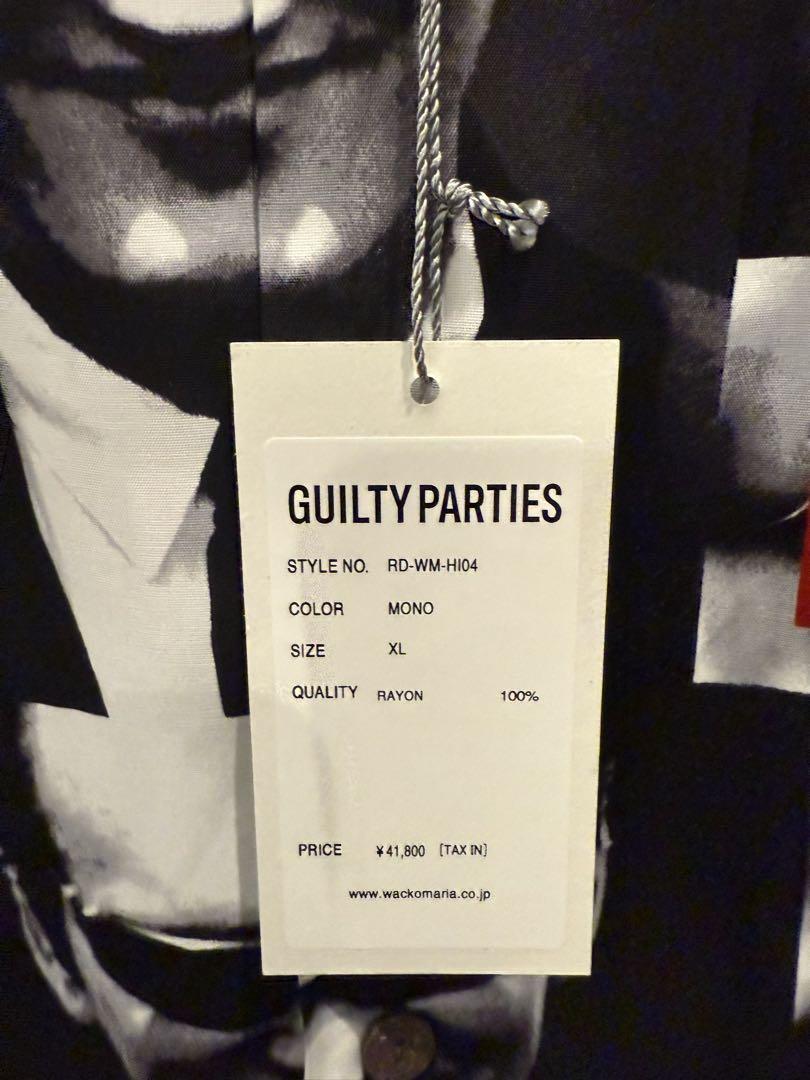 GUILTY PARTIES
STYLE NO. RD-WM-HI04
COLOR MONO
SIZE XL
QUALITY RAYON 100%
PRICE ¥41,800 [TAX IN]
www.wackomaria.co.jp